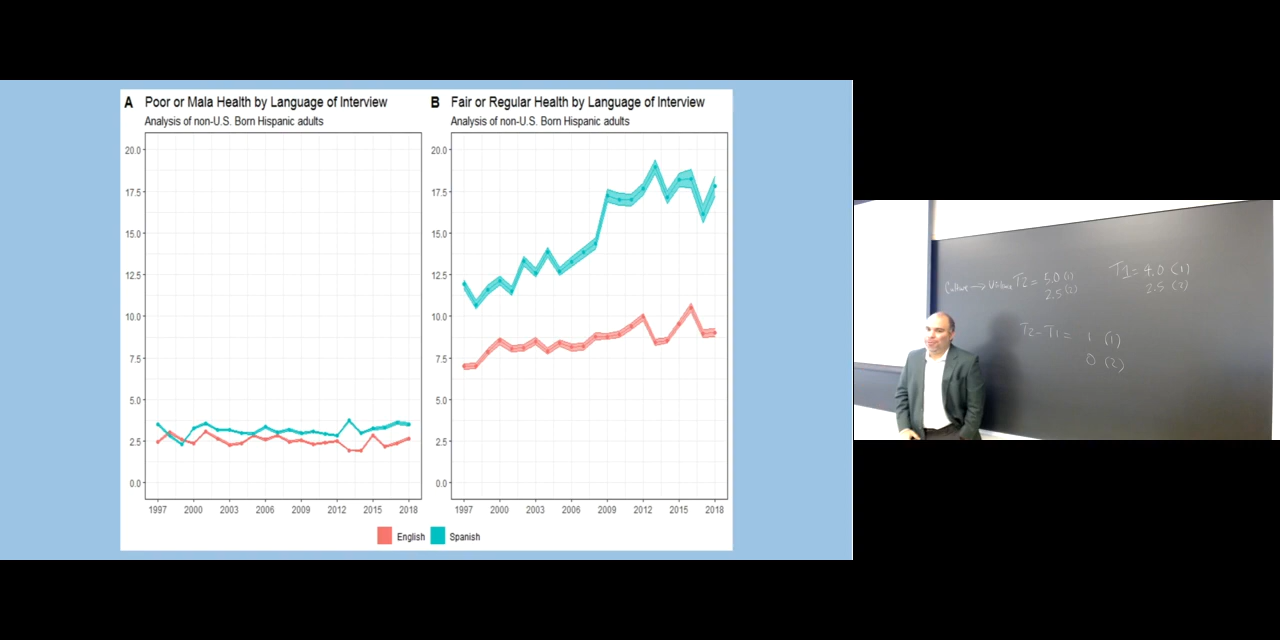 A Poor or Mala Health by Language of Interview
Analysis of non-U.S. Born Hispanic adults
20.0
17.5
15.0
12.5
10.0
7.5
5.0
2.5
0.0
1997 2000 2003 2006 2009 2012 2015 2018
B Fair or Regular Health by Language of Interview
Analysis of non-U.S. Born Hispanic adults
20.0
17.5
15.0
12.5
10.0
7.5
5.0
2.5
0.0
1997 2000 2003 2006 2009 2012 2015 2018
English Spanish
Culture → T2 = 5.0 (1)
2.5 (2)
T1 = 4.0 (1)
2.5 (2)
T2 - T1 = 1 (1)
0 (2)